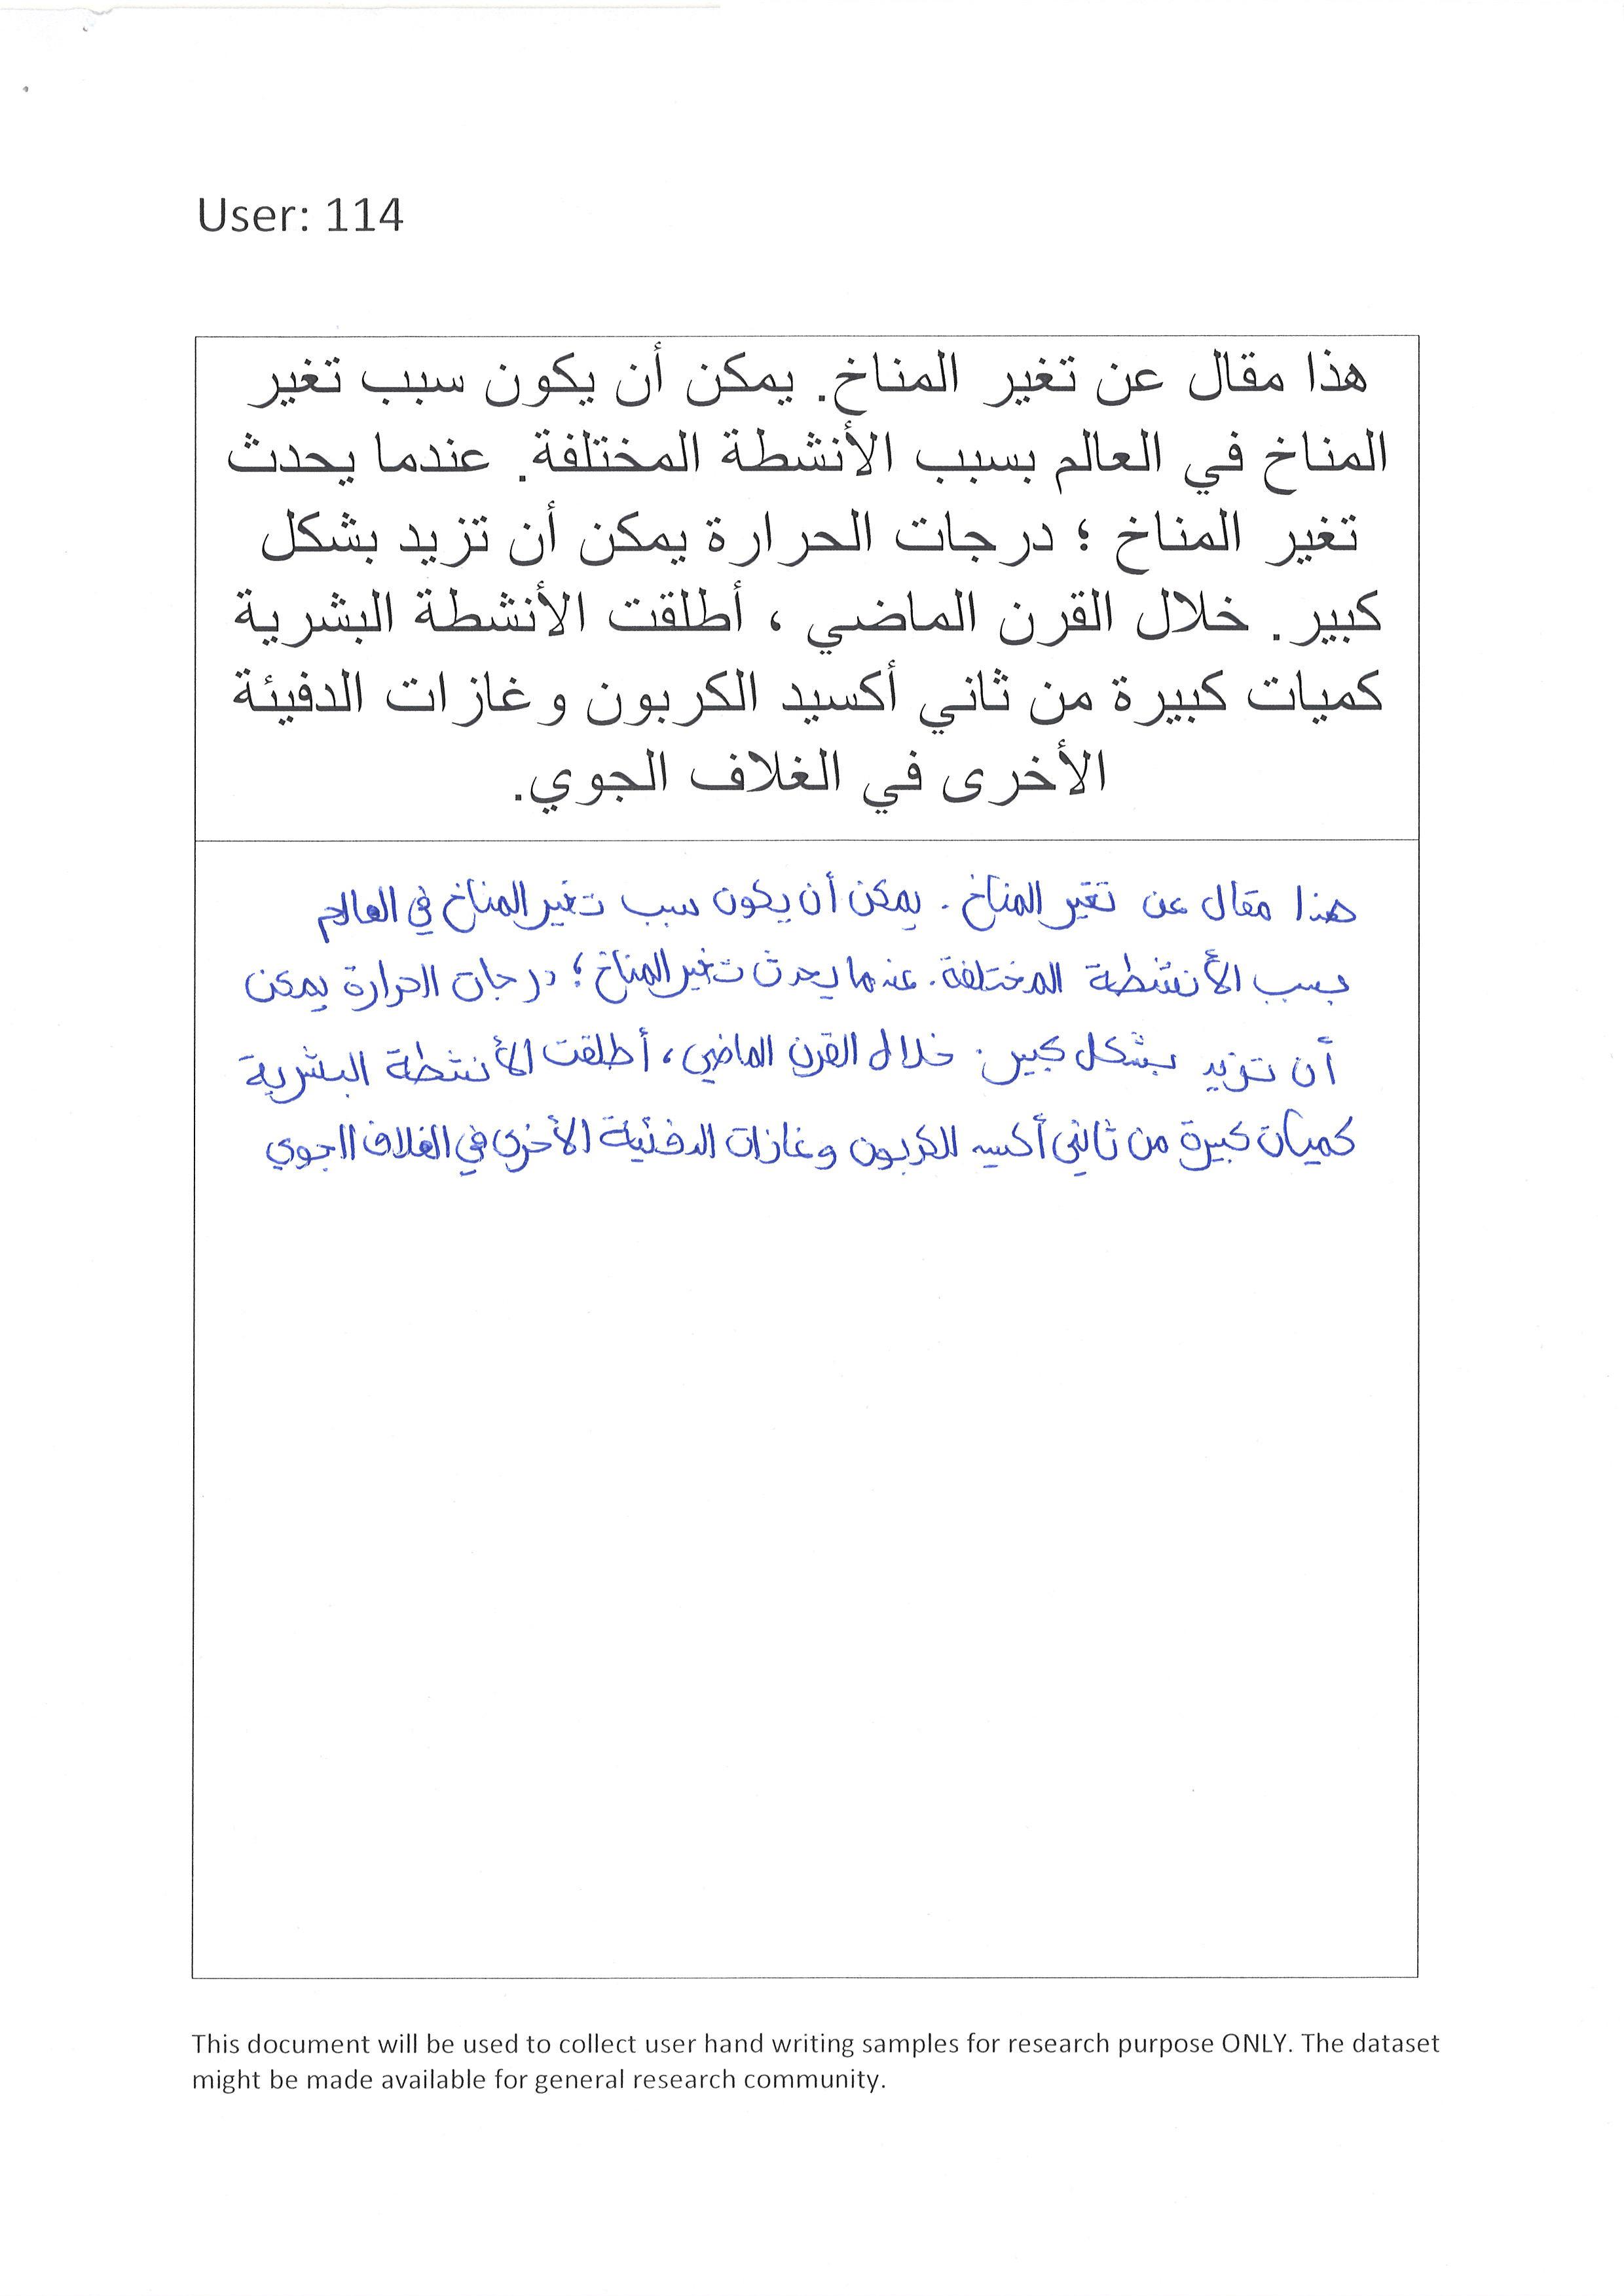 User: 114
هذا مقال عن تغير المناخ. يمكن أن يكون سبب تغير
المناخ في العالم بسبب الأنشطة المختلفة. عندما يحدث
تغير المناخ ؛ درجات الحرارة يمكن أن تزيد بشكل
كبير. خلال القرن الماضي ، أطلقت الأنشطة البشرية
كميات كبيرة من ثاني أكسيد الكربون وغازات الدفيئة
الأخرى في الغلاف الجوي.
هذا مقال عن تغير المناخ. يمكن أن يكون سبب تغير المناخ في العالم
بسبب الأنشطة المختلفة. عندما يحدث تغير المناخ؛ درجات الحرارة يمكن
أن تزيد بشكل كبير. خلال القرن الماضي، أطلقت الأنشطة البشرية
كميات كبيرة من ثاني أكسيد الكربون وغازات الدفئية الأخرى في الغلاف الجوي
This document will be used to collect user hand writing samples for research purpose ONLY. The dataset
might be made available for general research community.